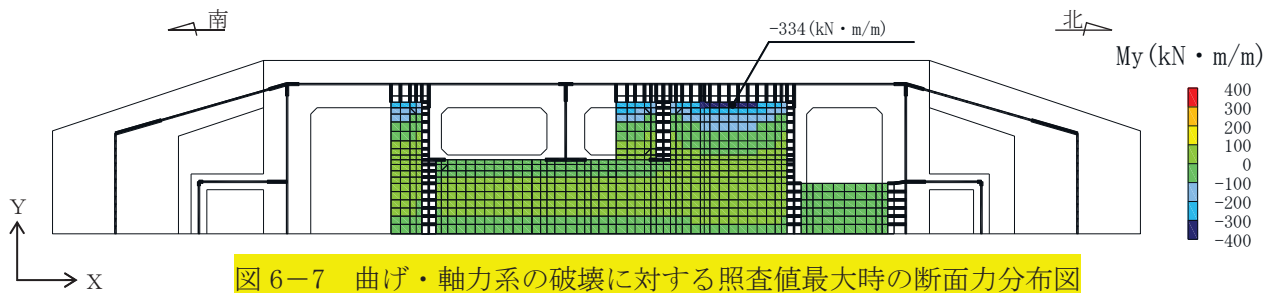 南
-334(kN・m/m)
北
My(kN・m/m)
400
300
200
100
0
-100
-200
-300
-400
Y
X
図 6-7 曲げ・軸力系の破壊に対する照査値最大時の断面力分布図